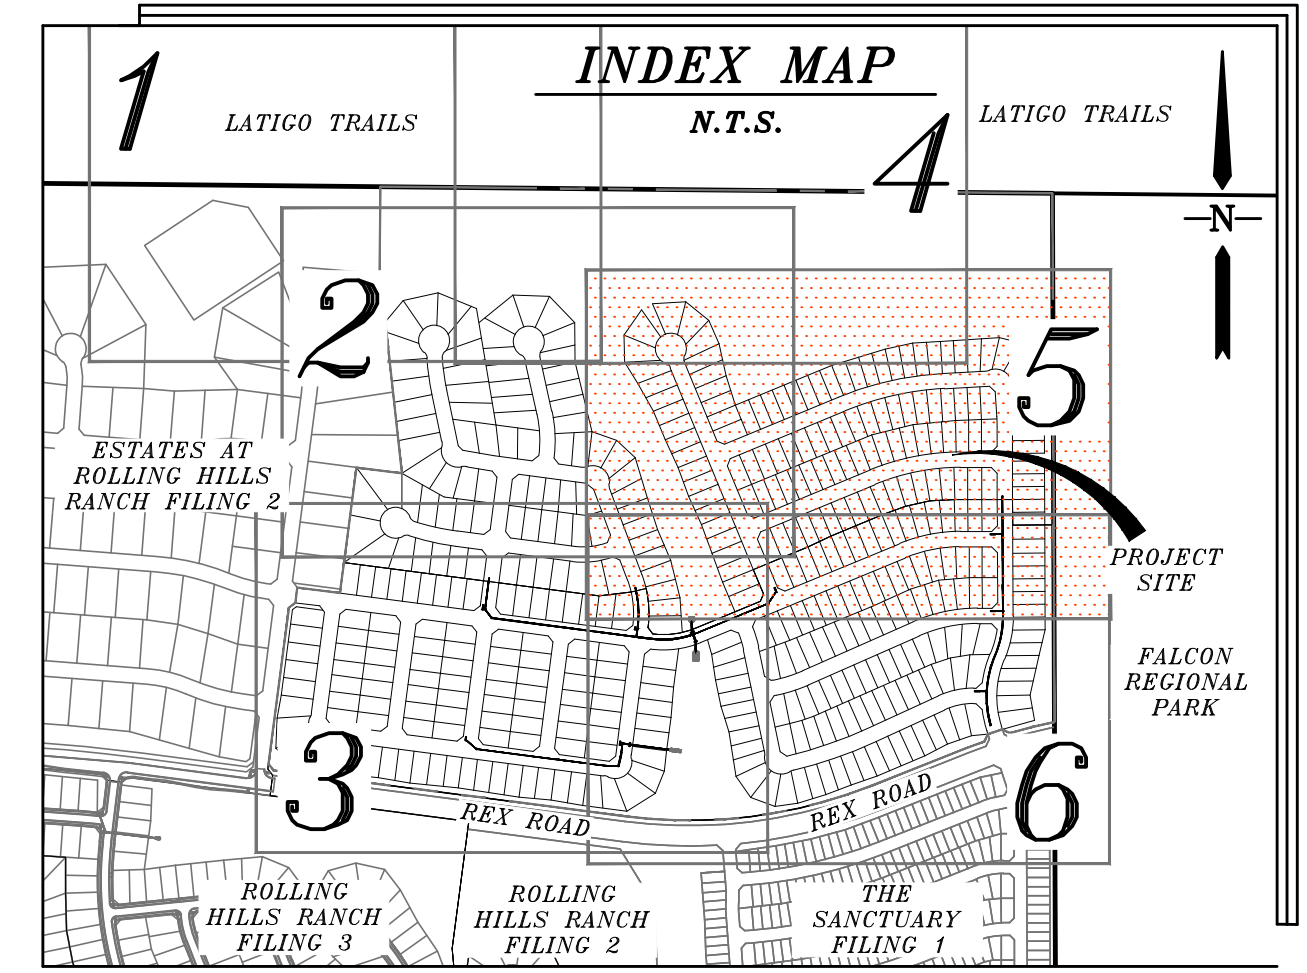 INDEX MAP
N.T.S.
1
LATIGO TRAILS
4
LATIGO TRAILS
N
2
5
ESTATES AT
ROLLING HILLS
RANCH FILING 2
PROJECT
SITE
FALCON
REGIONAL
PARK
3
6
REX ROAD
REX ROAD
ROLLING
HILLS RANCH
FILING 3
ROLLING
HILLS RANCH
FILING 2
THE
SANCTUARY
FILING 1